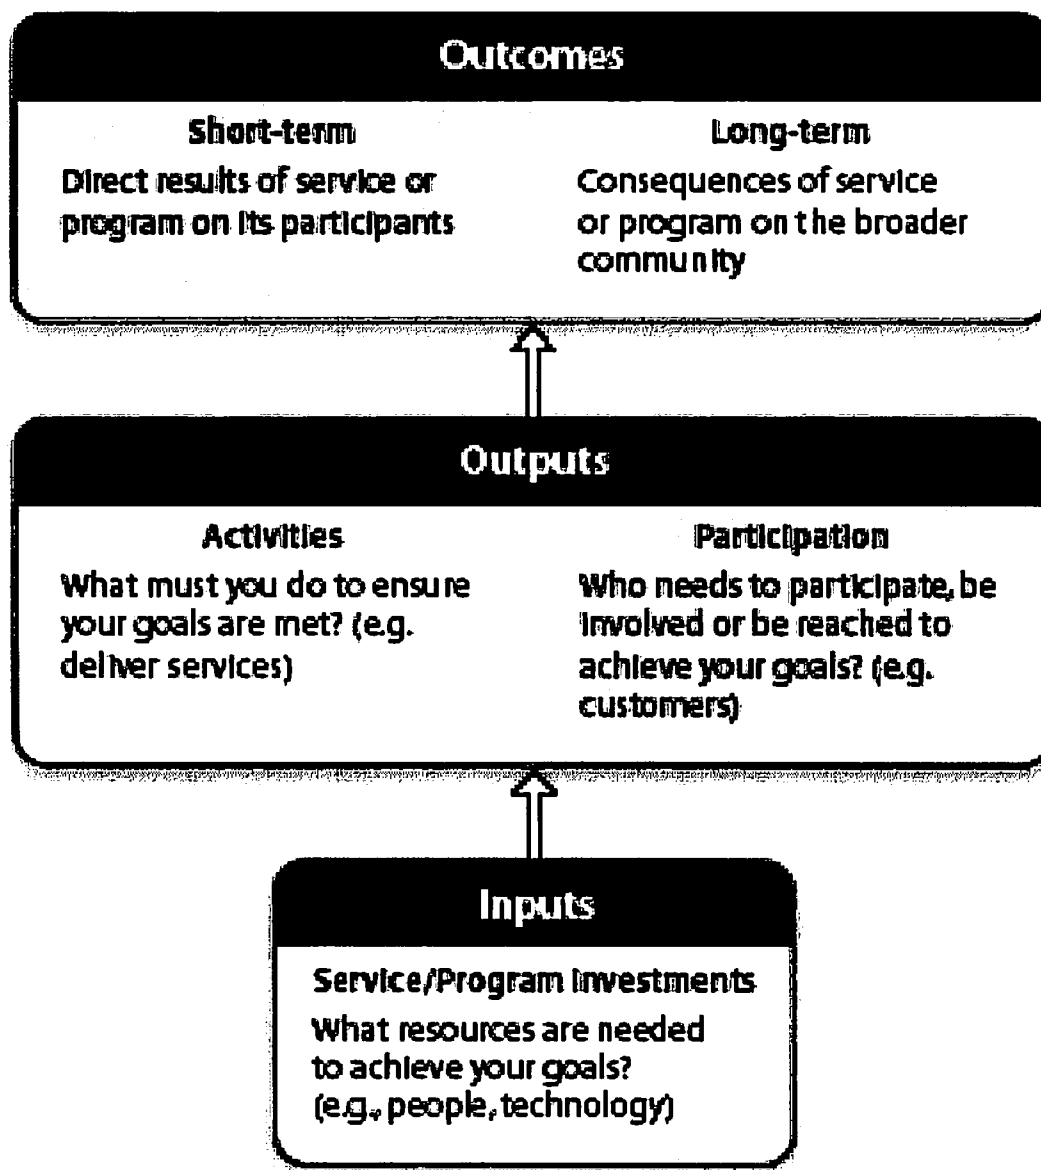 Outcomes
Short-term
Direct results of service or
program on its participants
Long-term
Consequences of service
or program on the broader
community
Outputs
Activities
What must you do to ensure
your goals are met? (e.g.
deliver services)
Participation
Who needs to participate, be
involved or be reached to
achieve your goals? (e.g.
customers)
Inputs
Service/Program Investments
What resources are needed
to achieve your goals?
(e.g., people, technology)